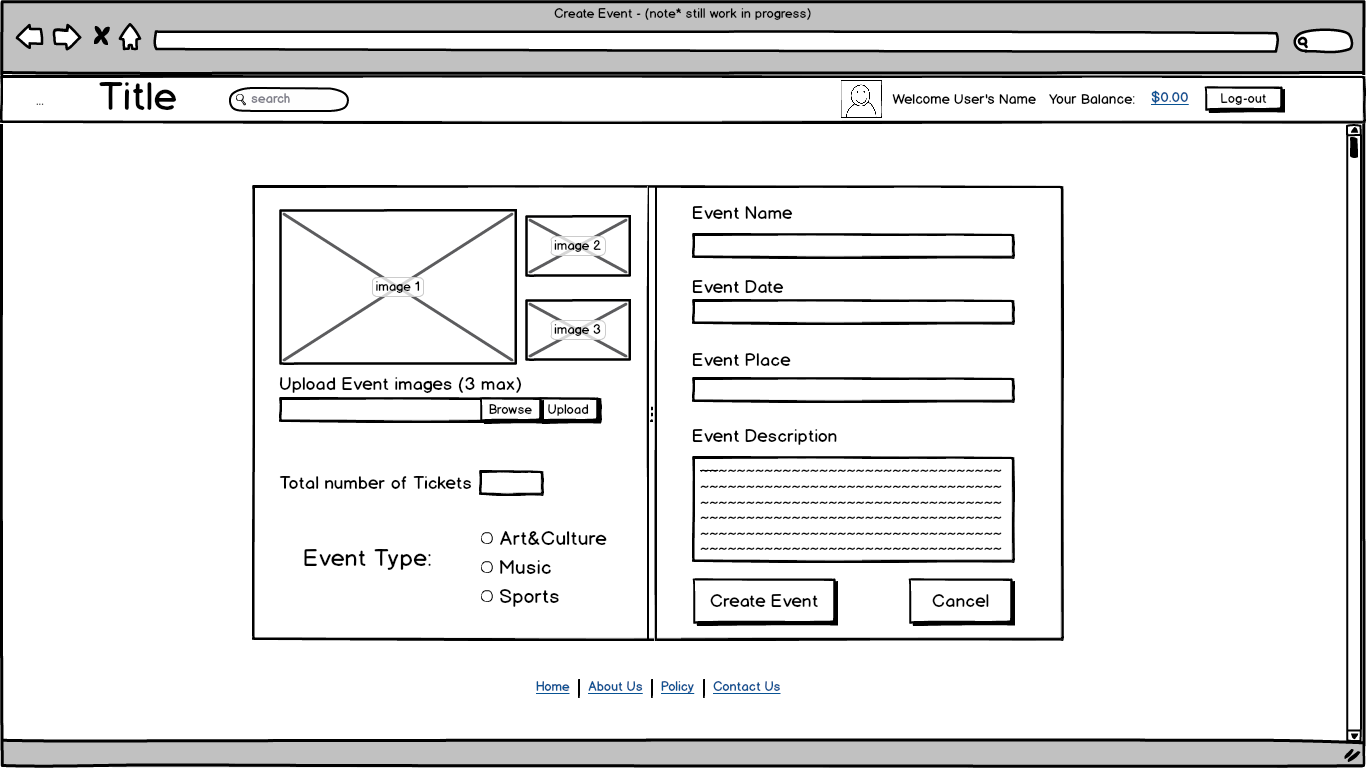 Create Event - (note* still work in progress)
...
Title
search
Welcome User's Name
Your Balance:
$0.00
Log-out
image 1
image 2
image 3
Upload Event images (3 max)
Browse
Upload
Total number of Tickets
Event Type:
Art&Culture
Music
Sports
Event Name
Event Date
Event Place
Event Description
Create Event
Cancel
Home
About Us
Policy
Contact Us